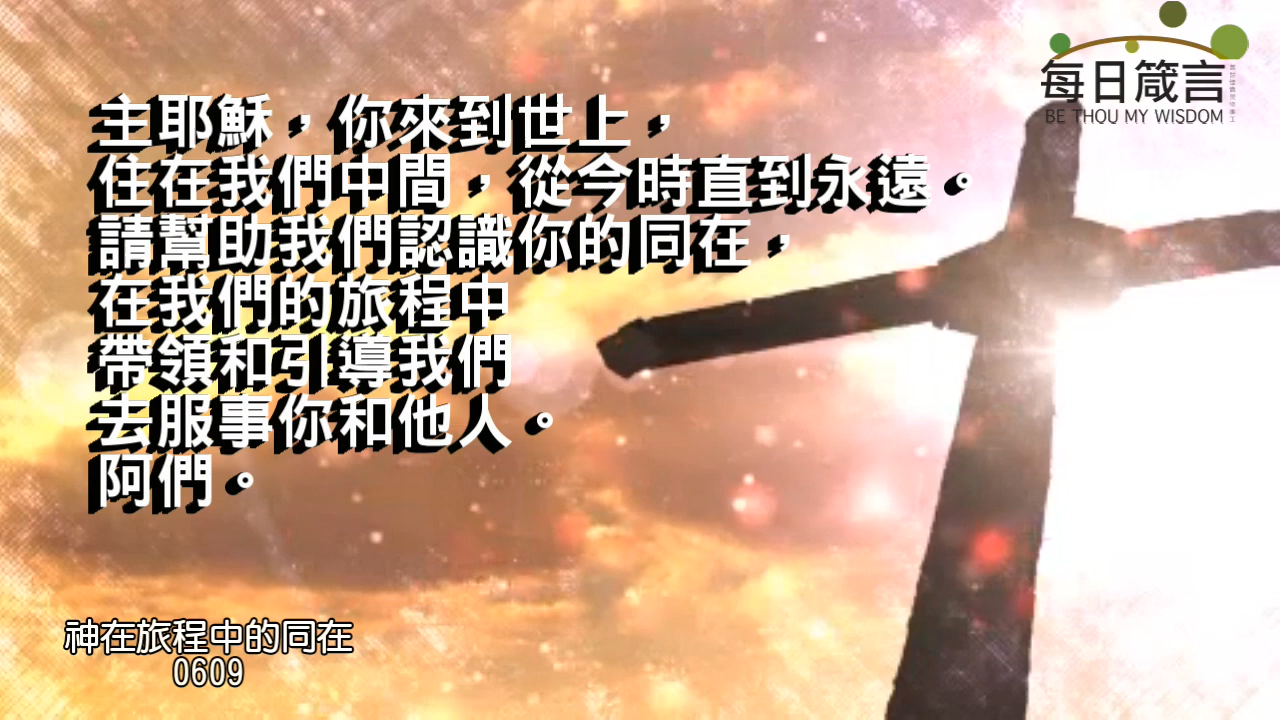 每日箴言
BE THOU MY WISDOM
主耶穌，你來到世上，
住在我們中間，從今時直到永遠。
請幫助我們認識你的同在，
在我們的旅程中
帶領和引導我們
去服事你和他人。
阿們。
神在旅程中的同在
0609